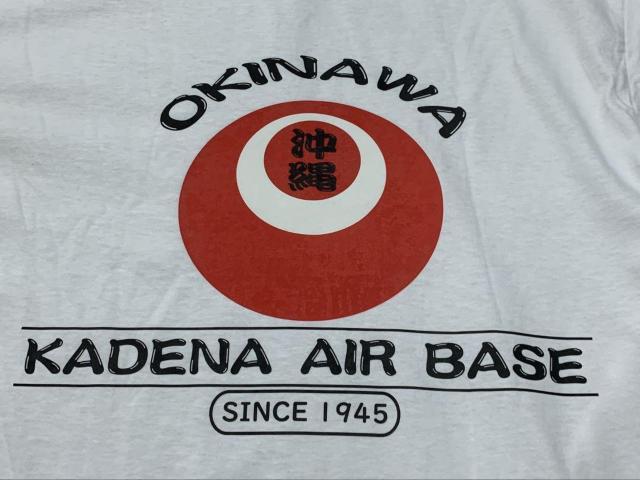 OKINAWA
沖
縄
KADENA AIR BASE
SINCE 1945